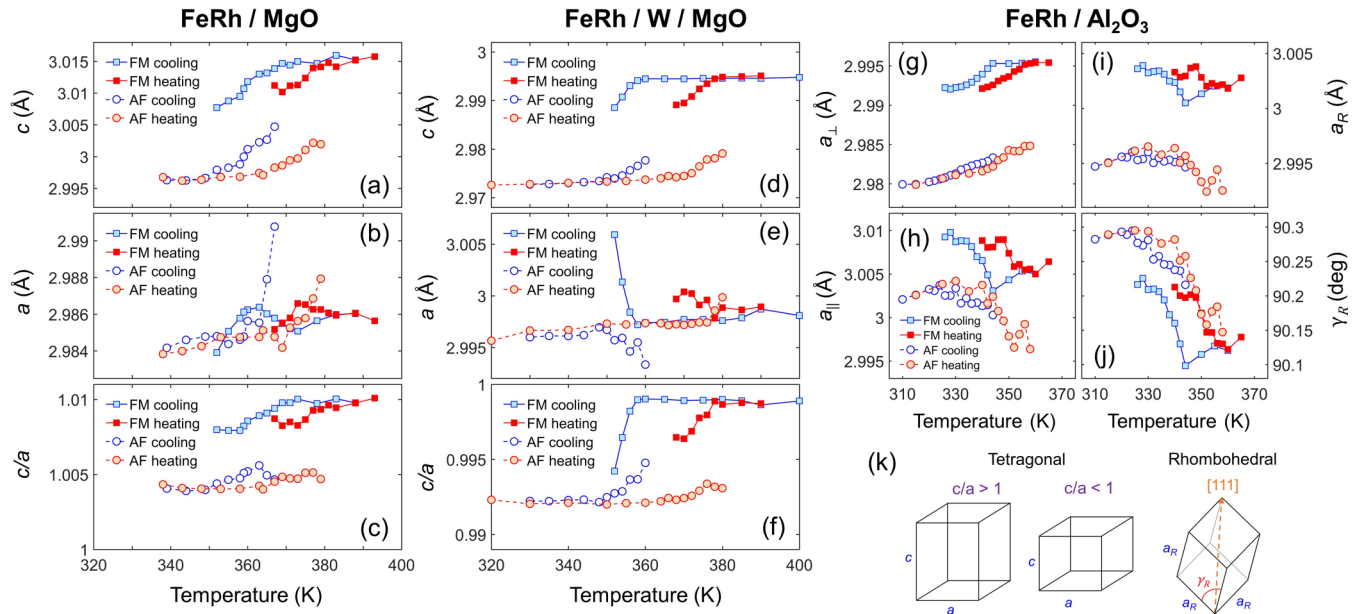 FeRh / MgO
FeRh / W / MgO
FeRh / Al₂O₃
FM cooling
FM heating
AF cooling
AF heating
3.015
3.01
3.005
3
2.995
c (Å)
(a)
FM cooling
FM heating
AF cooling
AF heating
2.99
2.988
2.986
2.984
a (Å)
(b)
FM cooling
FM heating
AF cooling
AF heating
1.01
1.005
1
c/a
(c)
320 340 360 380 400
Temperature (K)
FM cooling
FM heating
AF cooling
AF heating
3
2.99
2.98
2.97
c (Å)
(d)
FM cooling
FM heating
AF cooling
AF heating
3.005
3
2.995
a (Å)
(e)
FM cooling
FM heating
AF cooling
AF heating
1
0.995
0.99
c/a
(f)
320 340 360 380 400
Temperature (K)
(g)
2.995
2.99
2.985
2.98
a⊥ (Å)
(i)
3.005
3
2.995
a_R (Å)
(h)
3.01
3.005
3
2.995
a|| (Å)
FM cooling
FM heating
AF cooling
AF heating
310 330 350 370
Temperature (K)
(j)
90.3
90.25
90.2
90.15
90.1
γ_R (deg)
310 330 350 370
Temperature (K)
(k)
Tetragonal
Rhombohedral
c/a > 1
c/a < 1
[111]
c
a
c
a
a_R
γ_R
a_R
a_R